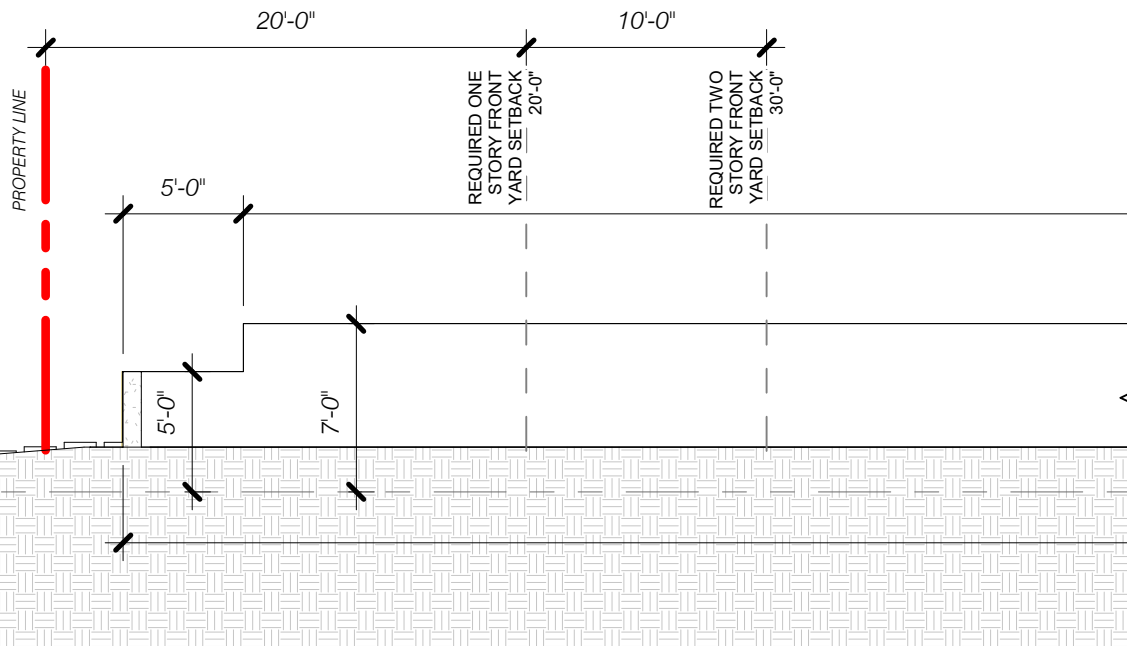 20'-0"
10'-0"
PROPERTY LINE
REQUIRED ONE
STORY FRONT
YARD SETBACK
20'-0"
REQUIRED TWO
STORY FRONT
YARD SETBACK
30'-0"
5'-0"
5'-0"
7'-0"